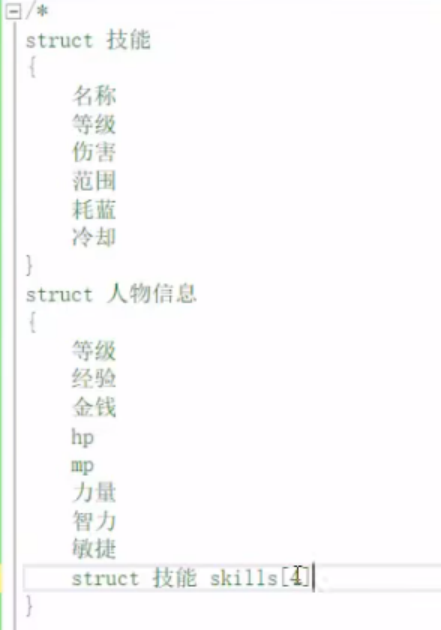 /*
struct 技能
{
名称
等级
伤害
范围
耗蓝
冷却
}
struct 人物信息
{
等级
经验
金钱
hp
mp
力量
智力
敏捷
struct 技能 skills[4]
}